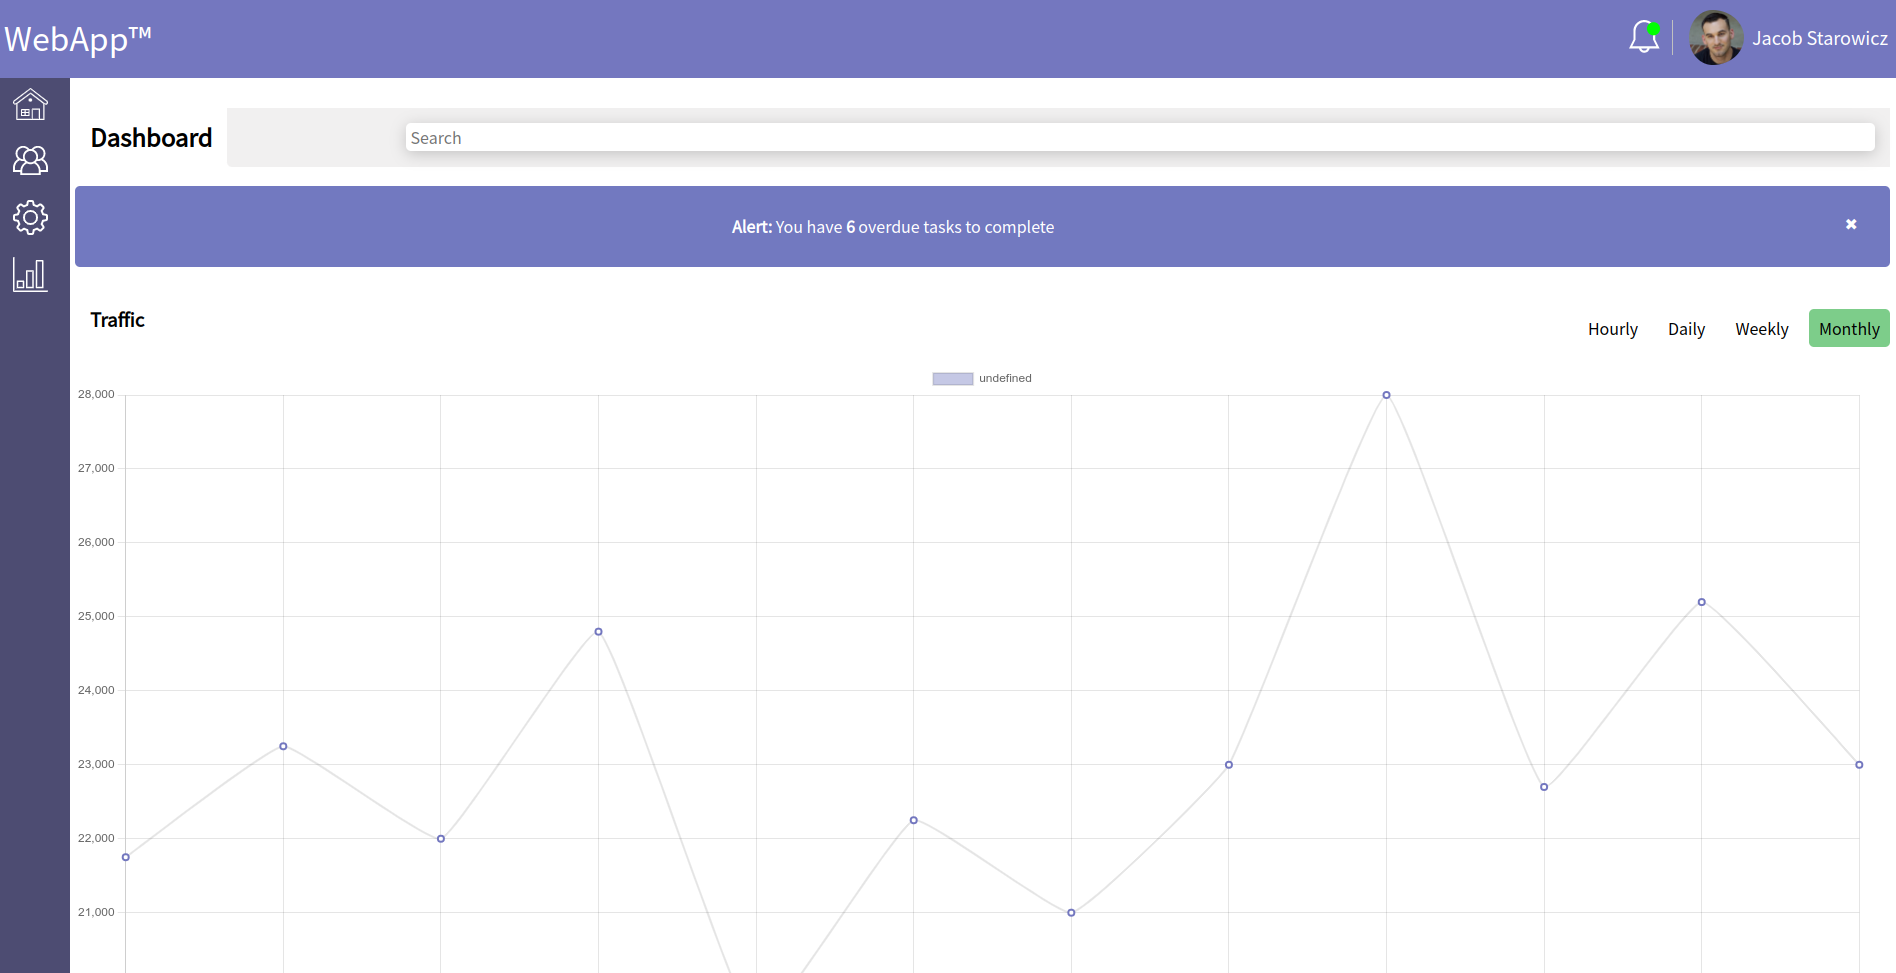 WebApp™
Jacob Starowicz
Dashboard
Search
Alert: You have 6 overdue tasks to complete
✖
Traffic
Hourly Daily Weekly Monthly
undefined
28,000
27,000
26,000
25,000
24,000
23,000
22,000
21,000